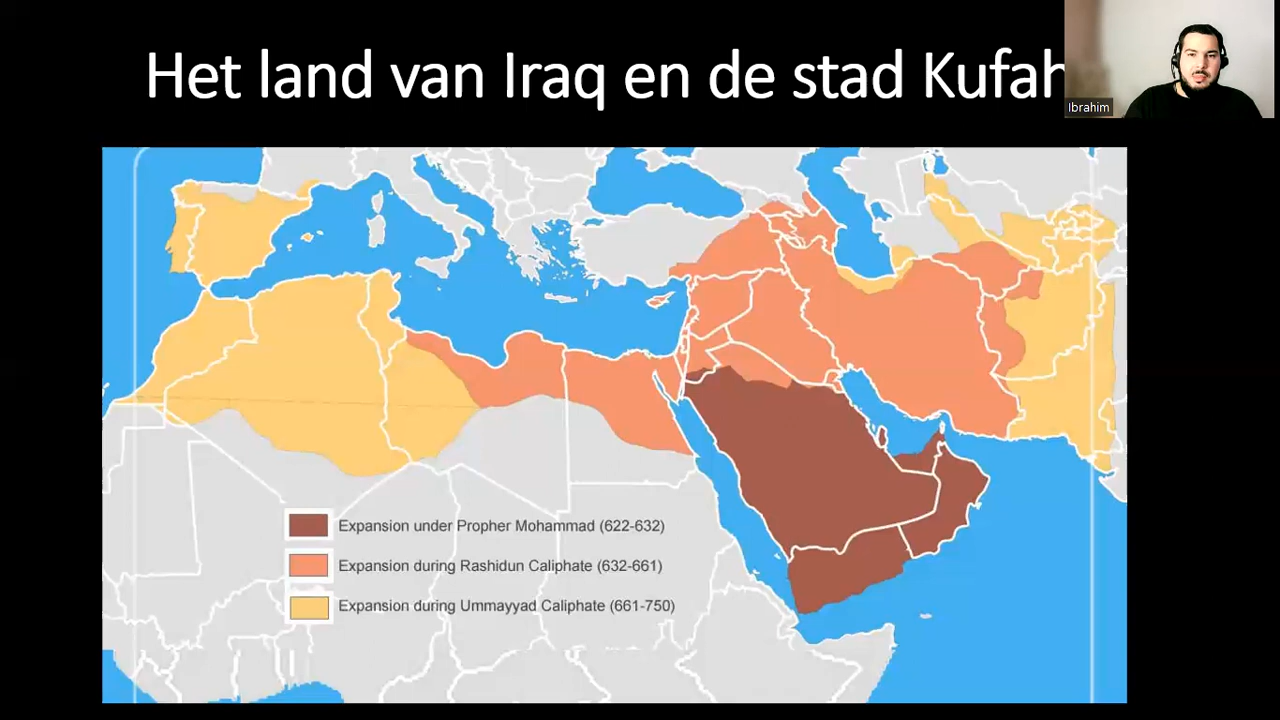 Het land van Iraq en de stad Kufah
Ibrahim
Expansion under Propher Mohammad (622-632)
Expansion during Rashidun Caliphate (632-661)
Expansion during Ummayyad Caliphate (661-750)